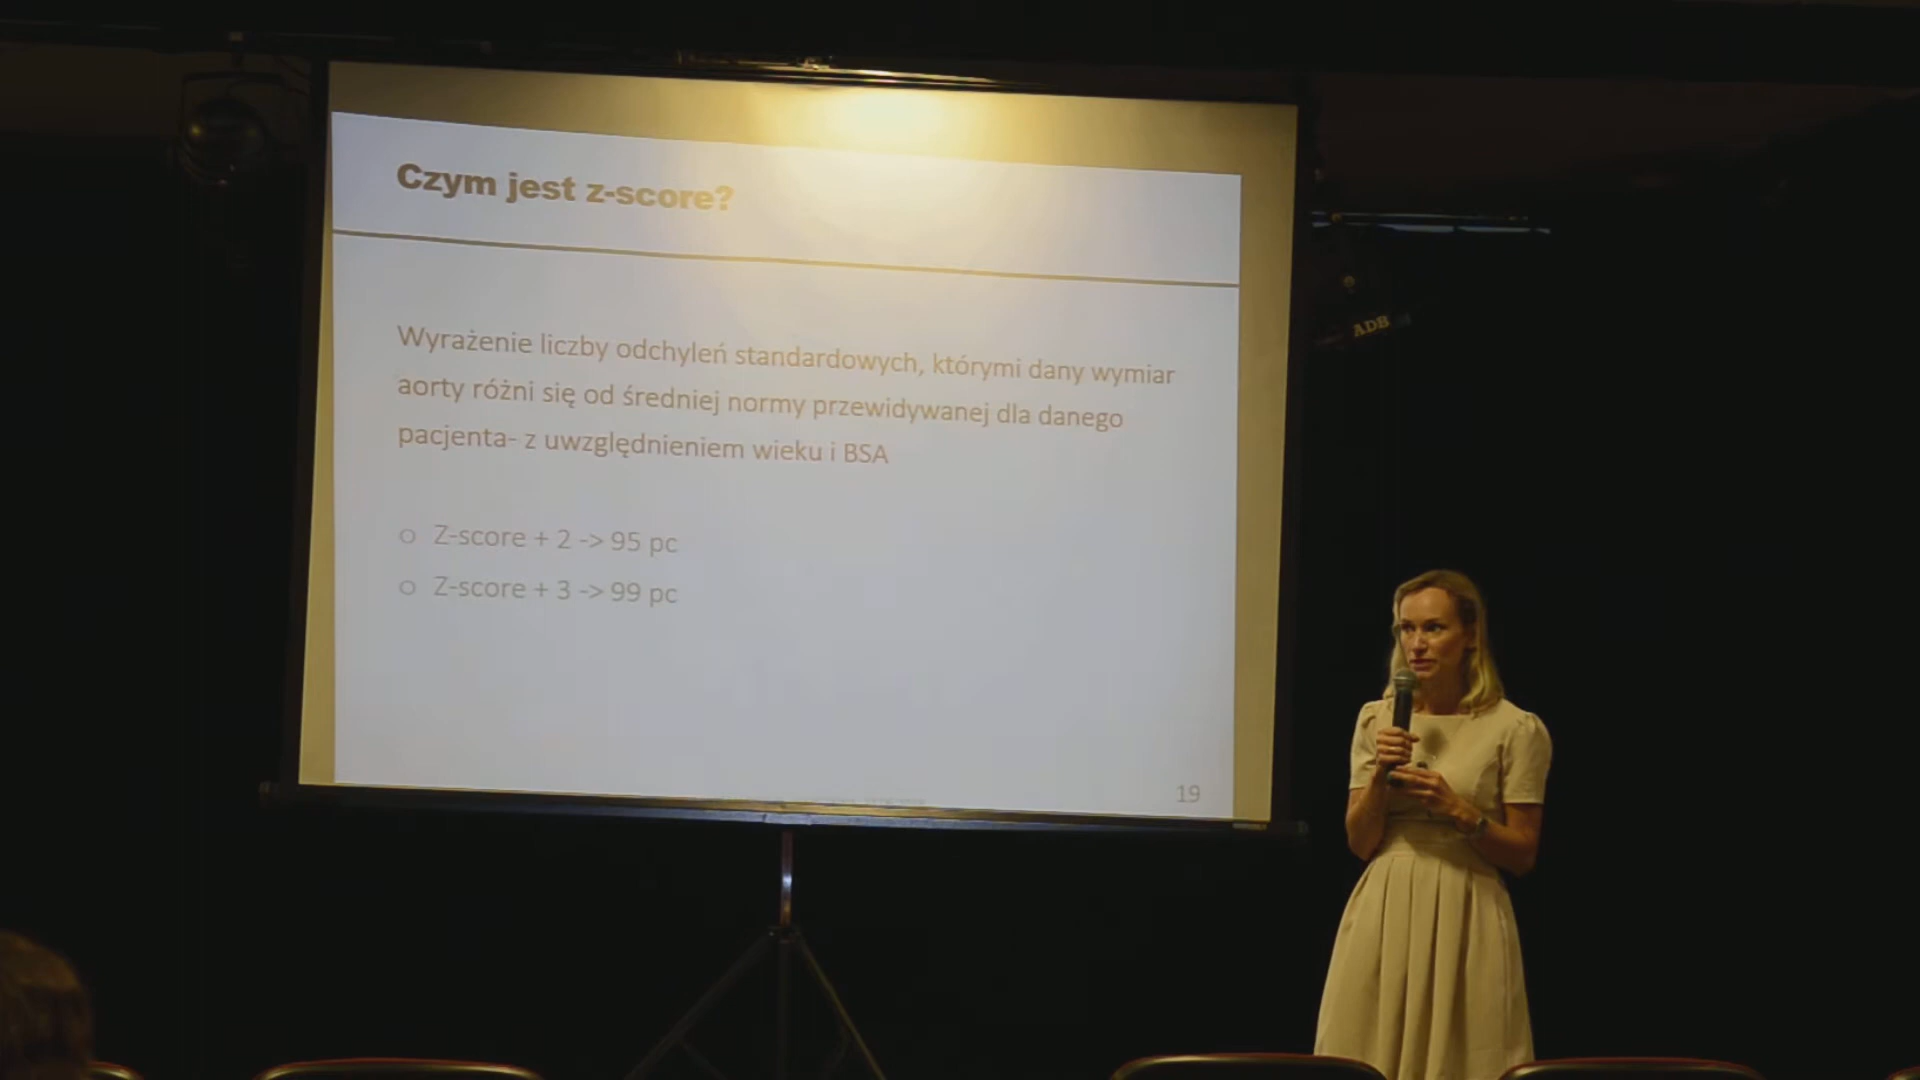 Czym jest z-score?
Wyrażenie liczby odchyleń standardowych, którymi dany wymiar
aorty różni się od średniej normy przewidywanej dla danego
pacjenta- z uwzględnieniem wieku i BSA
o Z-score + 2 -> 95 pc
o Z-score + 3 -> 99 pc
19
ADB